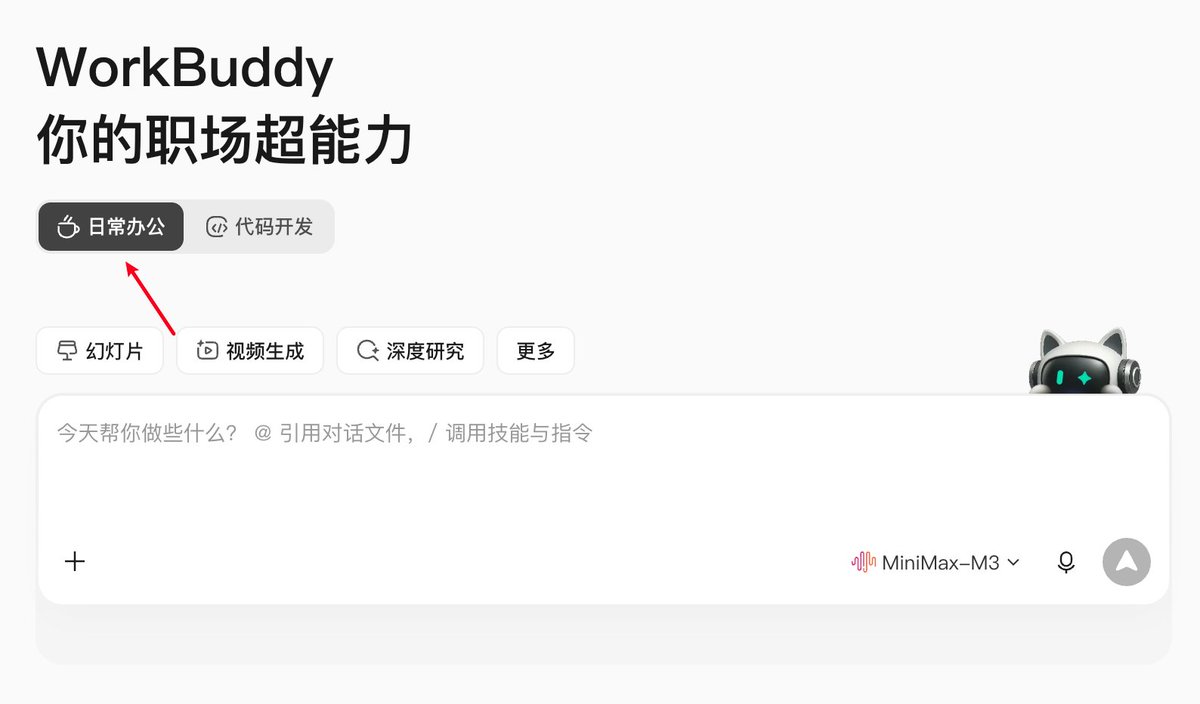 WorkBuddy
你的职场超能力
日常办公 代码开发
幻灯片 视频生成 深度研究 更多
今天帮你做些什么? @ 引用对话文件, / 调用技能与指令
MiniMax-M3